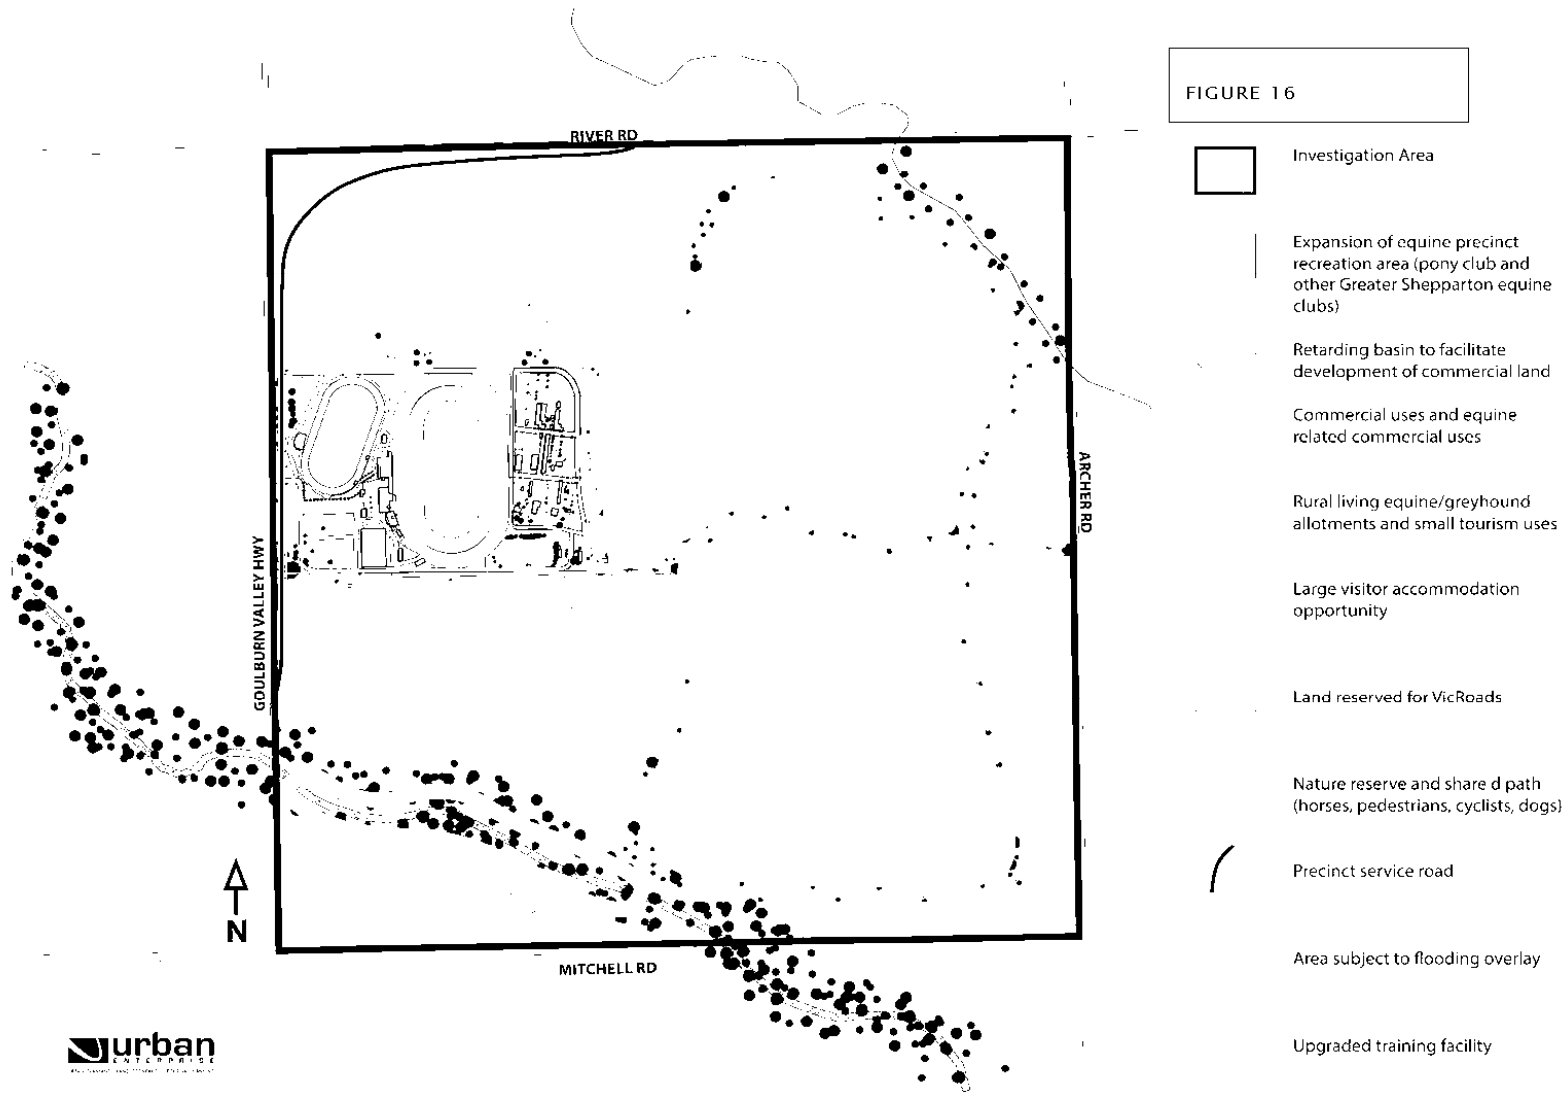 FIGURE 16
RIVER RD
Investigation Area
Expansion of equine precinct
recreation area (pony club and
other Greater Shepparton equine
clubs)
Retarding basin to facilitate
development of commercial land
Commercial uses and equine
related commercial uses
ARCHER RD
Rural living equine/greyhound
allotments and small tourism uses
GOULBURN VALLEY HWY
Large visitor accommodation
opportunity
Land reserved for VicRoads
Nature reserve and share d path
(horses, pedestrians, cyclists, dogs)
Precinct service road
N
MITCHELL RD
Area subject to flooding overlay
urban
ENTERPRISE
Upgraded training facility